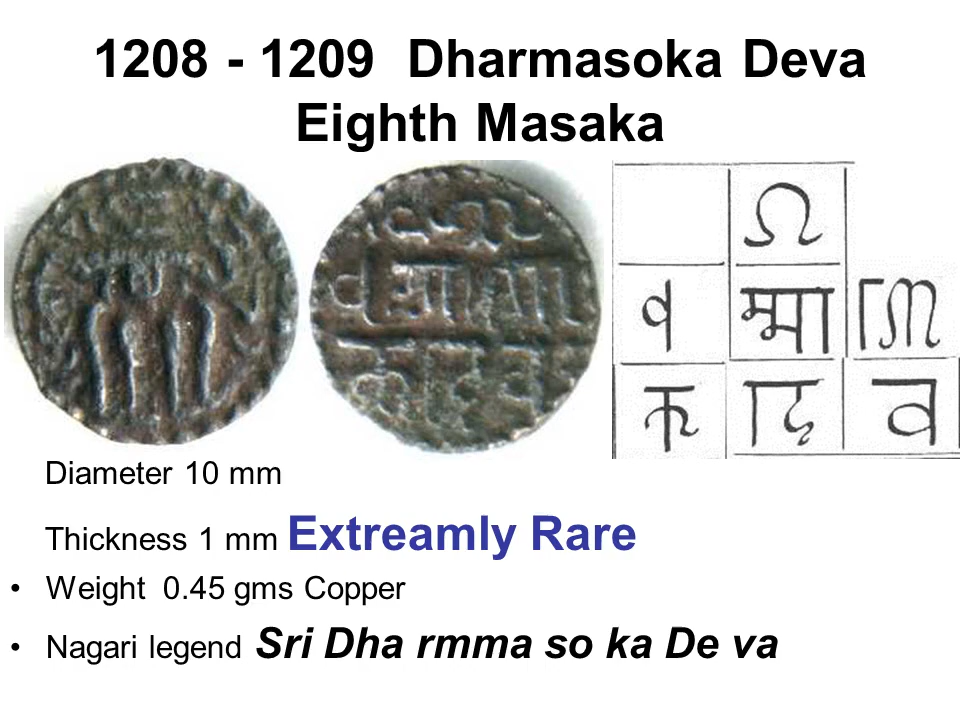 1208 - 1209 Dharmasoka Deva
Eighth Masaka
व म्मा
क द व
Diameter 10 mm
Thickness 1 mm Extreamly Rare
• Weight 0.45 gms Copper
• Nagari legend Sri Dha rmma so ka De va